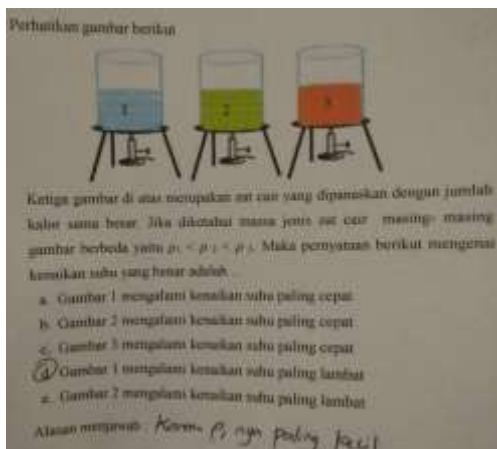 Perhatikan gambar berikut
1 2 3
Ketiga gambar di atas merupakan zat cair yang dipanaskan dengan jumlah
kalor sama besar. Jika diketahui massa jenis zat cair masing- masing
gambar berbeda yaitu ρ₁ < ρ ₂ < ρ ₃. Maka pernyataan berikut mengenai
kenaikan suhu yang benar adalah ...
a. Gambar 1 mengalami kenaikan suhu paling cepat
b. Gambar 2 mengalami kenaikan suhu paling cepat
c. Gambar 3 mengalami kenaikan suhu paling cepat
d. Gambar 1 mengalami kenaikan suhu paling lambat
e. Gambar 2 mengalami kenaikan suhu paling lambat
Alasan menjawab : Karena ρ₁ nya paling kecil